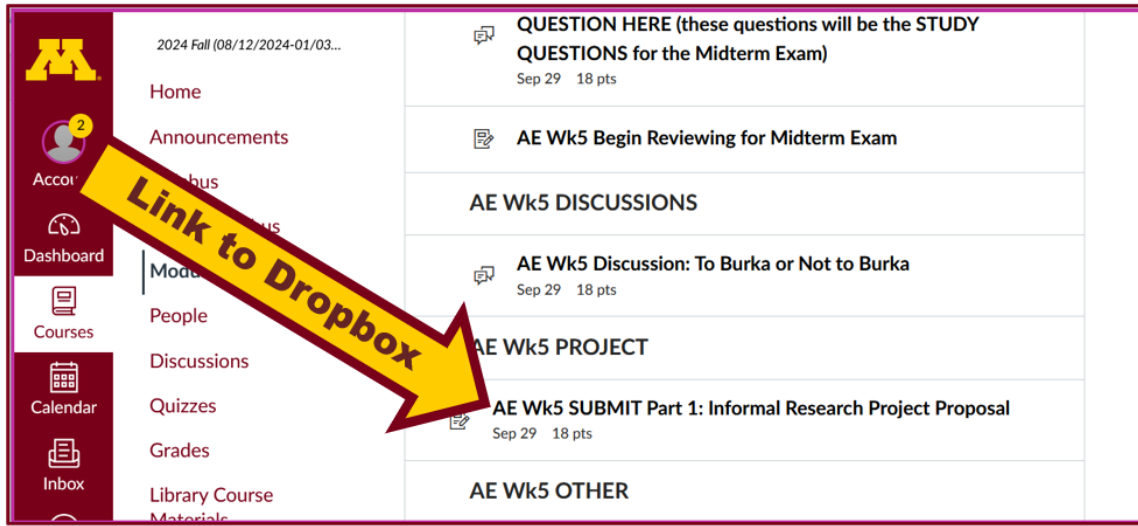 M
2
Accou
Dashboard
Courses
Calendar
Inbox
2024 Fall (08/12/2024-01/03...
Home
Announcements
Modu
People
Discussions
Quizzes
Grades
Library Course
Materials
Link to Dropbox
QUESTION HERE (these questions will be the STUDY
QUESTIONS for the Midterm Exam)
Sep 29 18 pts
AE Wk5 Begin Reviewing for Midterm Exam
AE Wk5 DISCUSSIONS
AE Wk5 Discussion: To Burka or Not to Burka
Sep 29 18 pts
AE Wk5 PROJECT
AE Wk5 SUBMIT Part 1: Informal Research Project Proposal
Sep 29 18 pts
AE Wk5 OTHER